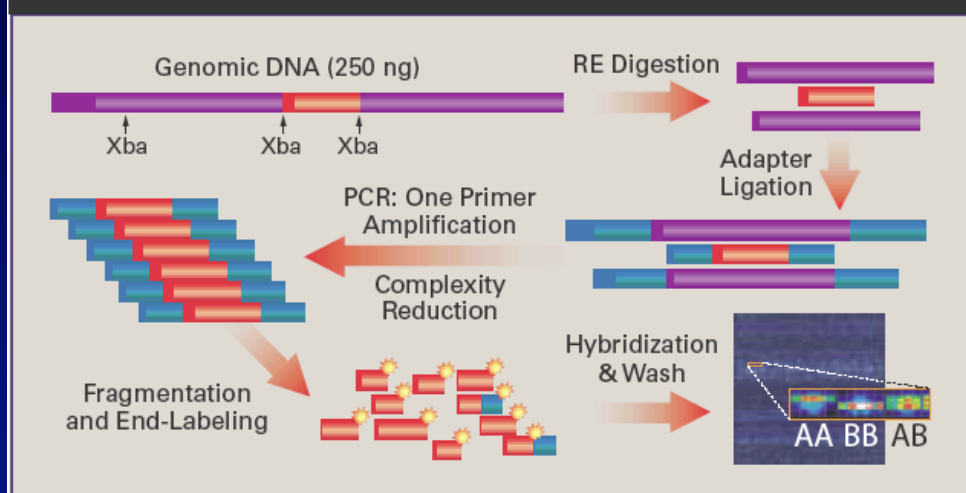 Genomic DNA (250 ng)
RE Digestion
Xba
Xba
Xba
Adapter
Ligation
PCR: One Primer
Amplification
Complexity
Reduction
Hybridization
& Wash
Fragmentation
and End-Labeling
AA BB AB